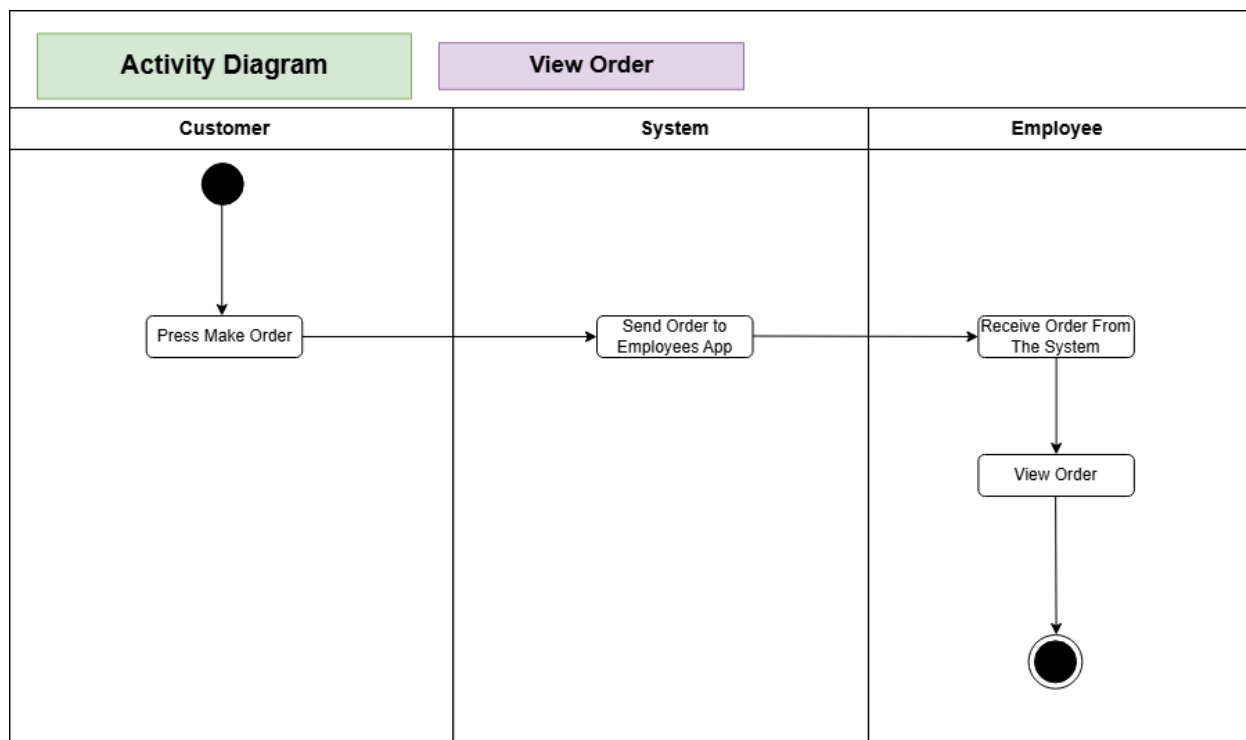 Activity Diagram
View Order
Customer
System
Employee
Press Make Order
Send Order to
Employees App
Receive Order From
The System
View Order